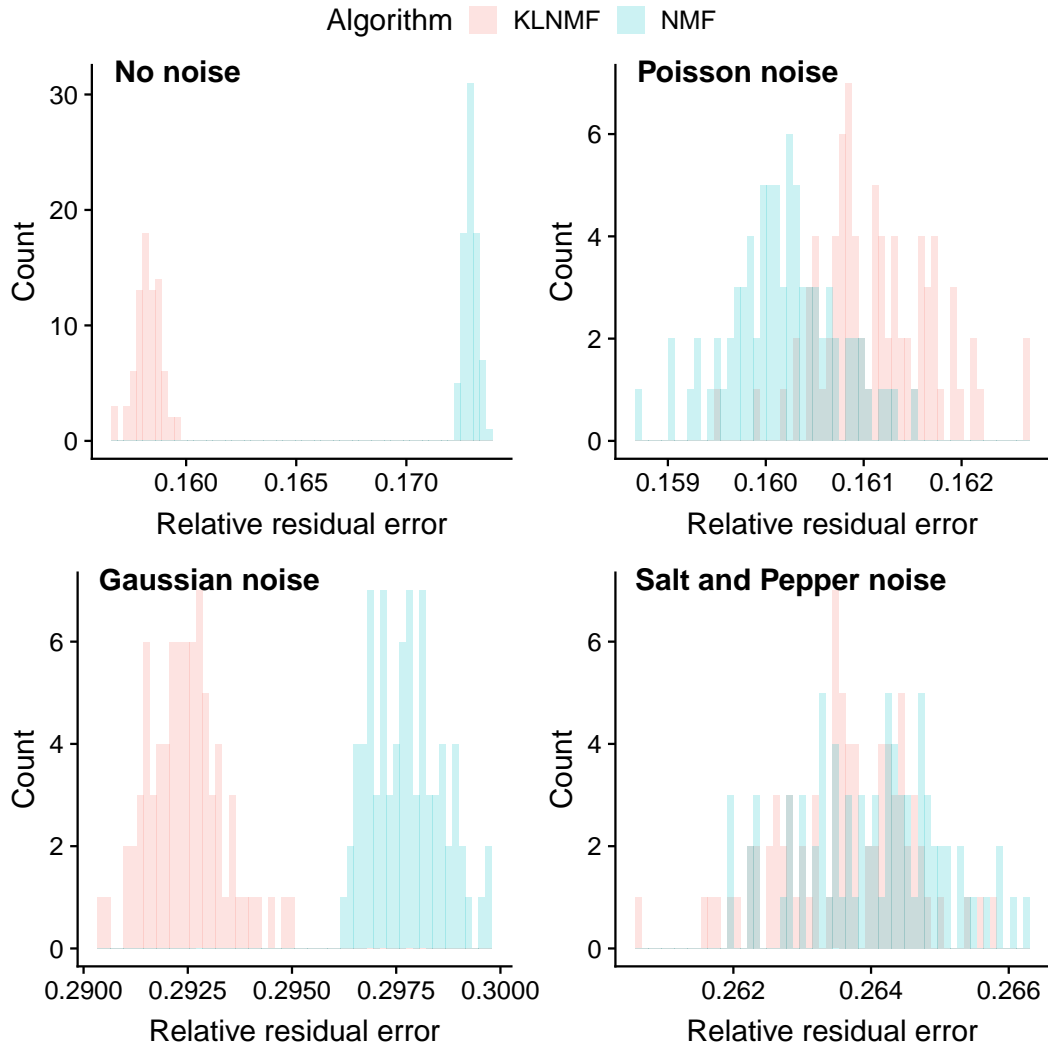 Algorithm KLNMF NMF
No noise
Poisson noise
Count
30
20
10
0
0.160 0.165 0.170
Relative residual error
Count
6
4
2
0
0.159 0.160 0.161 0.162
Relative residual error
Gaussian noise
Salt and Pepper noise
Count
6
4
2
0
0.2900 0.2925 0.2950 0.2975 0.3000
Relative residual error
Count
6
4
2
0
0.262 0.264 0.266
Relative residual error